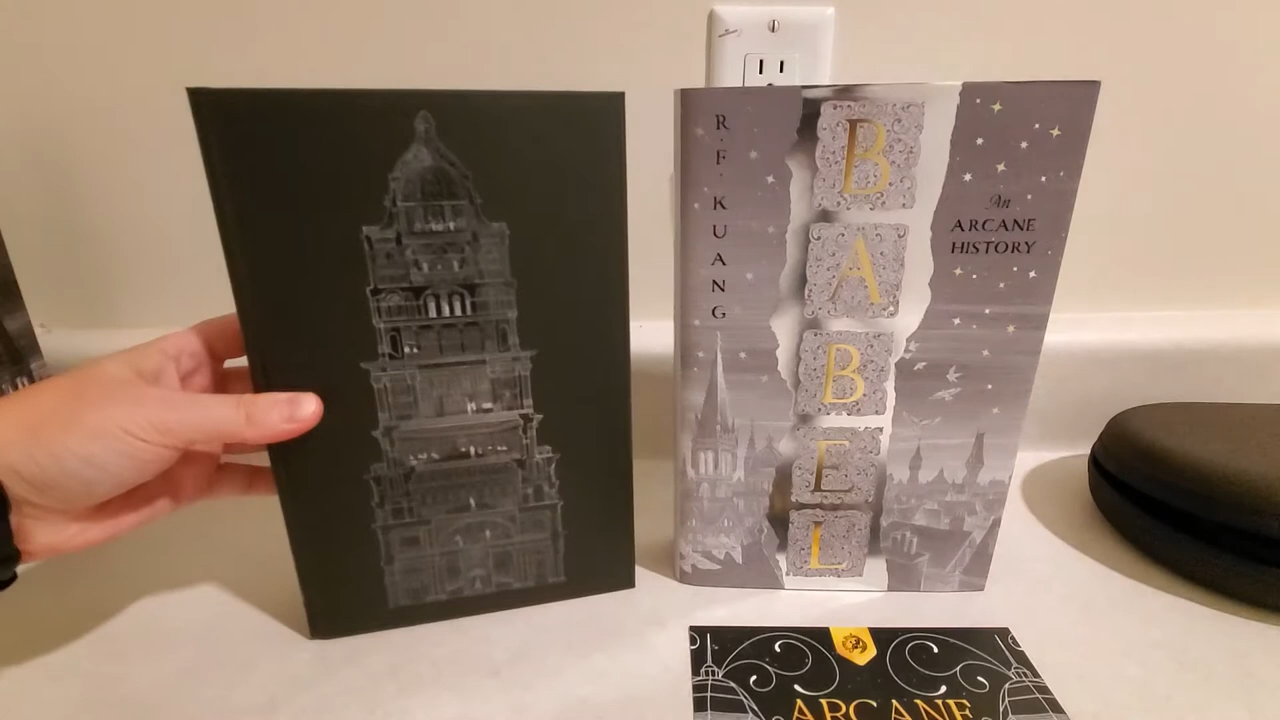 R.F. KUANG
BABEL
An
ARCANE
HISTORY
ARCANE